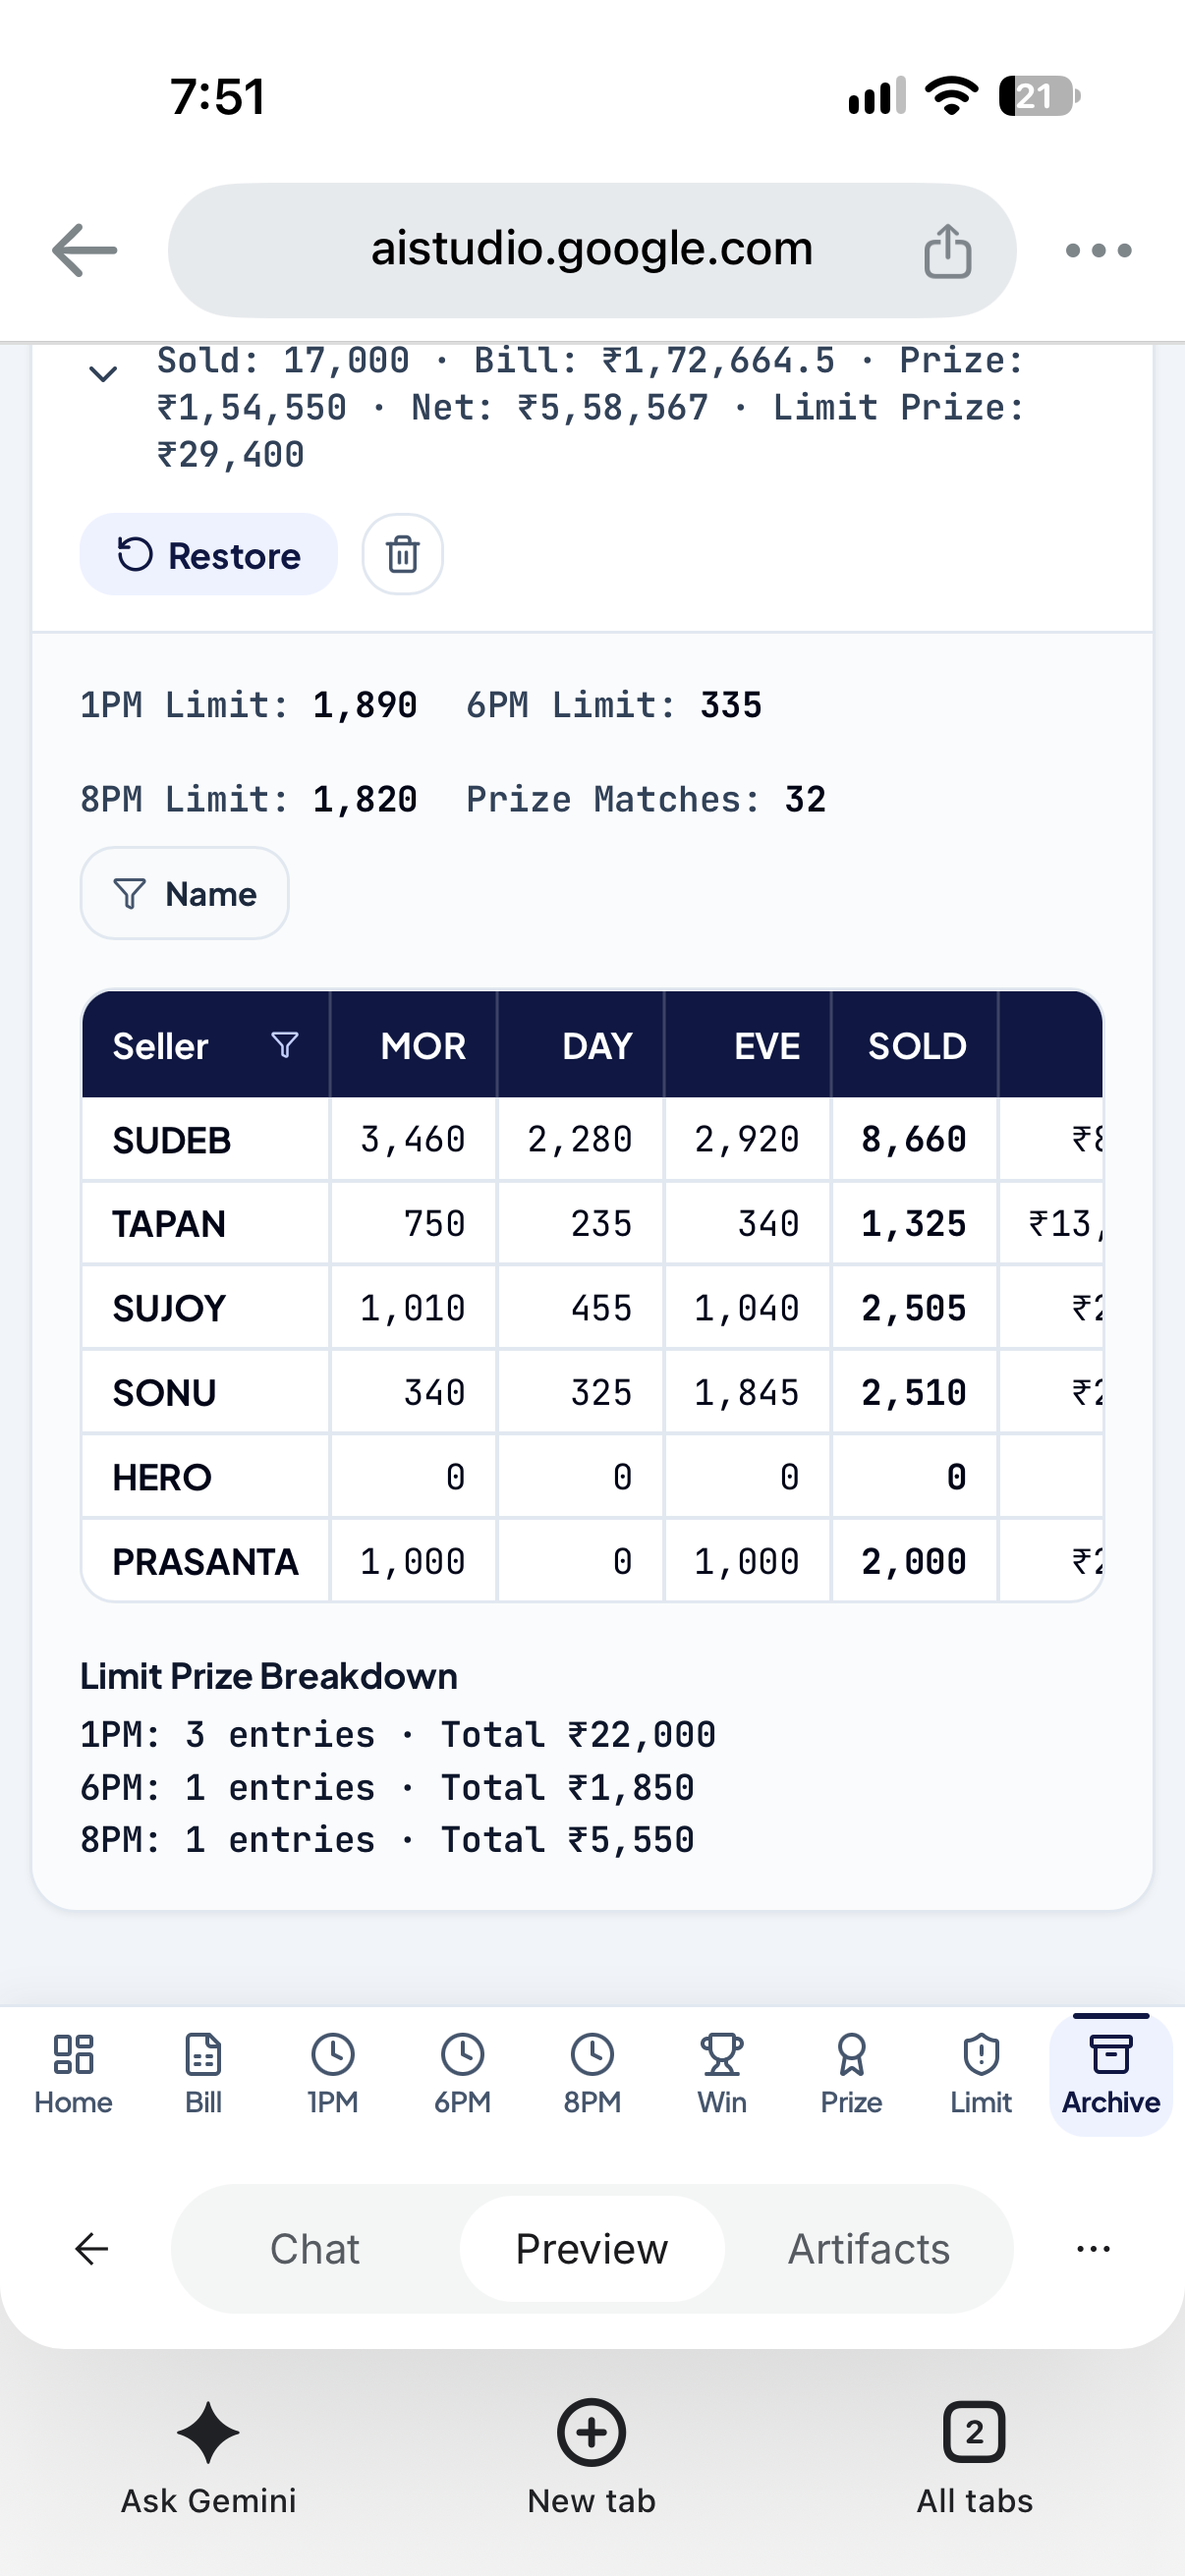 7:51
21
aistudio.google.com
Sold: 17,000 · Bill: ₹1,72,664.5 · Prize:
₹1,54,550 · Net: ₹5,58,567 · Limit Prize:
₹29,400
Restore
1PM Limit: 1,890 6PM Limit: 335
8PM Limit: 1,820 Prize Matches: 32
Name
Seller MOR DAY EVE SOLD
SUDEB 3,460 2,280 2,920 8,660 ₹8
TAPAN 750 235 340 1,325 ₹13,
SUJOY 1,010 455 1,040 2,505 ₹2
SONU 340 325 1,845 2,510 ₹2
HERO 0 0 0 0
PRASANTA 1,000 0 1,000 2,000 ₹2
Limit Prize Breakdown
1PM: 3 entries · Total ₹22,000
6PM: 1 entries · Total ₹1,850
8PM: 1 entries · Total ₹5,550
Home Bill 1PM 6PM 8PM Win Prize Limit Archive
Chat Preview Artifacts
2
Ask Gemini New tab All tabs